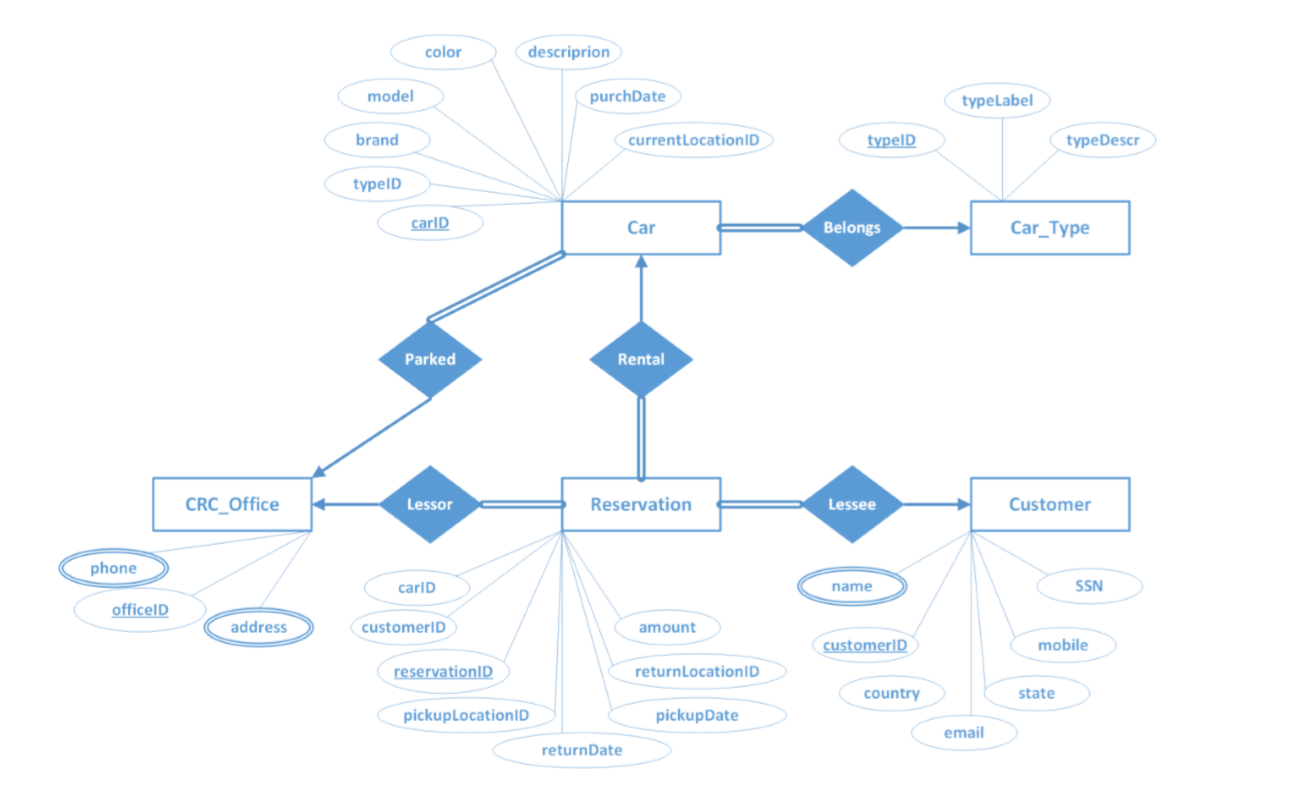 color
descriprion
model
purchDate
typeLabel
brand
currentLocationID
typeID
typeDescr
typeID
carID
Car
Belongs
Car_Type
Parked
Rental
CRC_Office
Lessor
Reservation
Lessee
Customer
phone
carID
name
SSN
officeID
address
customerID
amount
customerID
mobile
reservationID
returnLocationID
country
state
pickupLocationID
pickupDate
email
returnDate